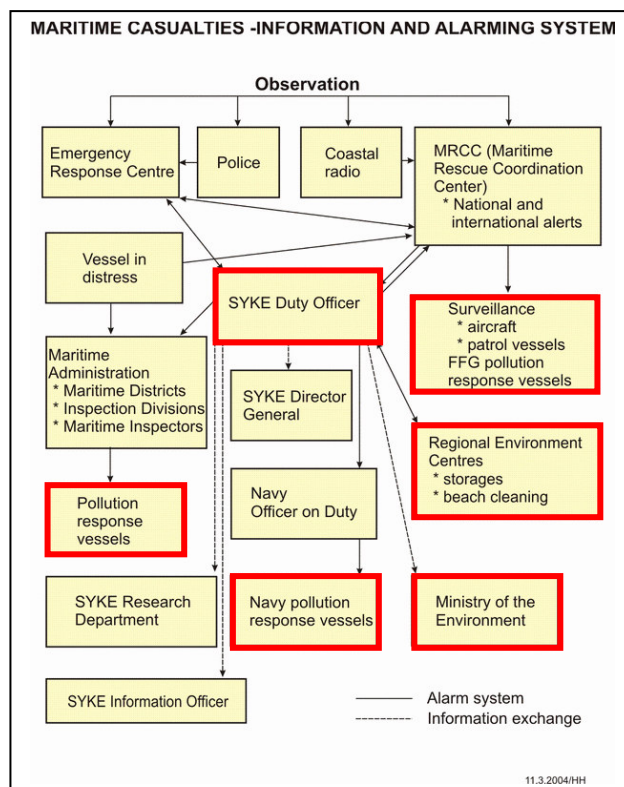 MARITIME CASUALTIES -INFORMATION AND ALARMING SYSTEM
Observation
Emergency
Response Centre
Police
Coastal
radio
MRCC (Maritime
Rescue Coordination
Center)
* National and
international alerts
Vessel in
distress
SYKE Duty Officer
Surveillance
* aircraft
* patrol vessels
FFG pollution
response vessels
Maritime
Administration
* Maritime Districts
* Inspection Divisions
* Maritime Inspectors
SYKE Director
General
Regional Environment
Centres
* storages
* beach cleaning
Pollution
response
vessels
Navy
Officer on Duty
SYKE Research
Department
Navy pollution
response vessels
Ministry of the
Environment
SYKE Information Officer
Alarm system
Information exchange
11.3.2004/HH